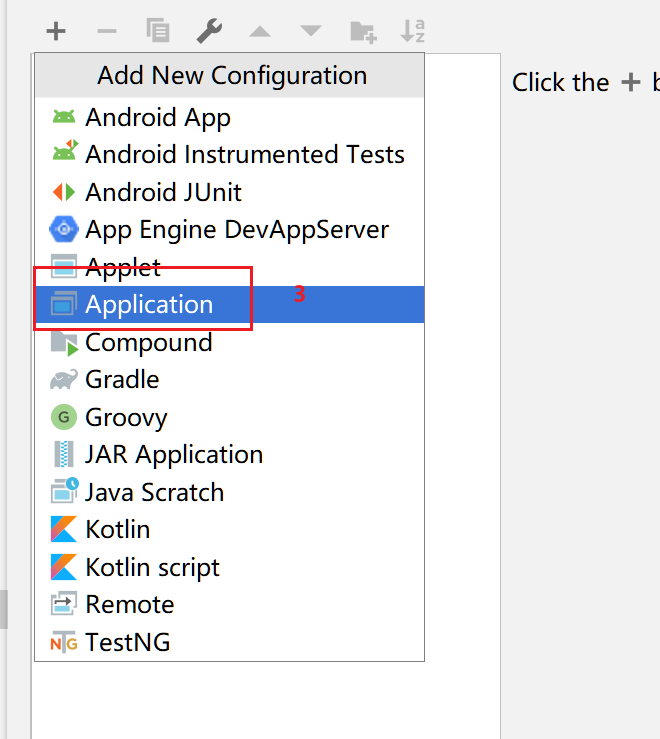 Add New Configuration
Click the + b
Android App
Android Instrumented Tests
Android JUnit
App Engine DevAppServer
Applet
Application
3
Compound
Gradle
G Groovy
JAR Application
Java Scratch
Kotlin
Kotlin script
Remote
NTG TestNG